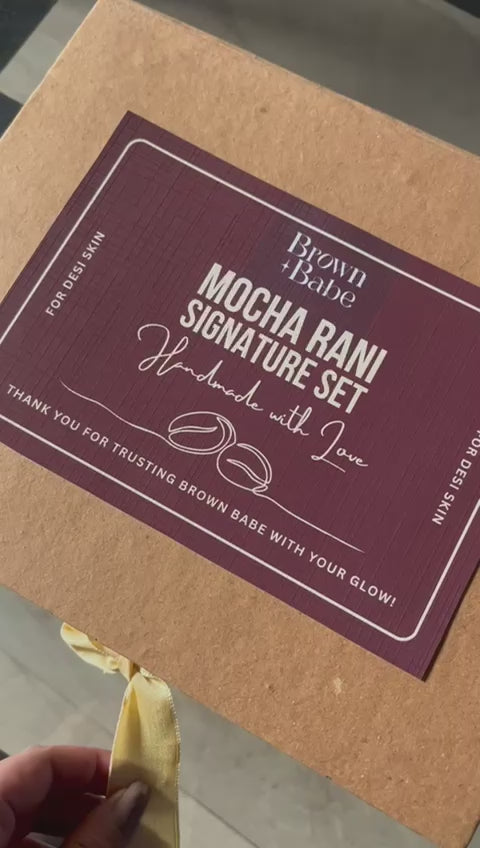 Brown
+Babe
MOCHA RANI
SIGNATURE SET
Handmade with Love
FOR DESI SKIN
THANK YOU FOR TRUSTING BROWN BABE WITH YOUR GLOW!
FOR DESI SKIN